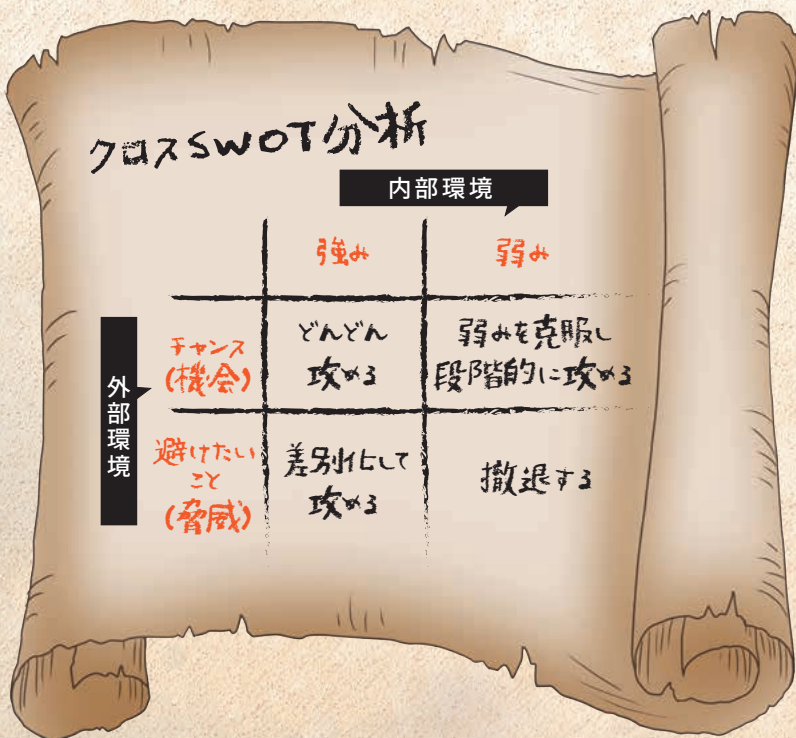 クロスSWOT分析
内部環境
強み
弱み
外部環境
チャンス
(機会)
どんどん
攻める
弱みを克服し
段階的に攻める
避けたい
こと
(脅威)
差別化して
攻める
撤退する